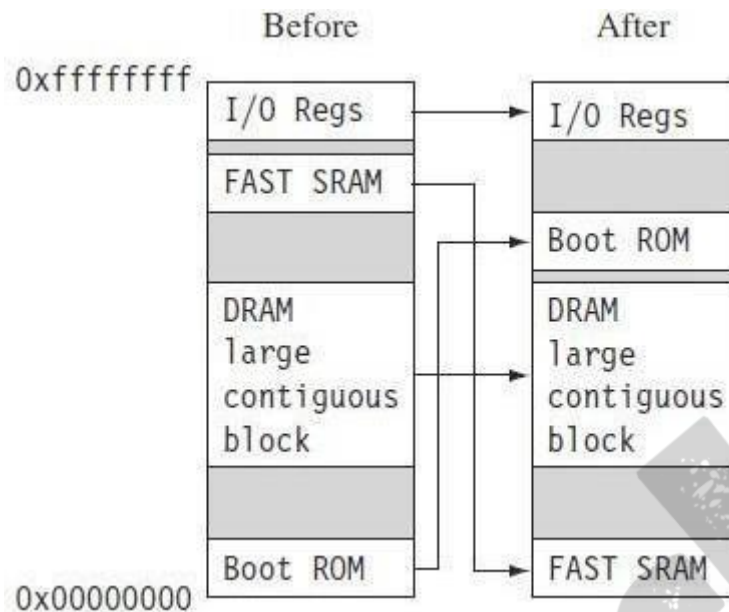 Before
After
0xffffffff
I/O Regs
FAST SRAM
DRAM
large
contiguous
block
Boot ROM
0x00000000
I/O Regs
Boot ROM
DRAM
large
contiguous
block
FAST SRAM